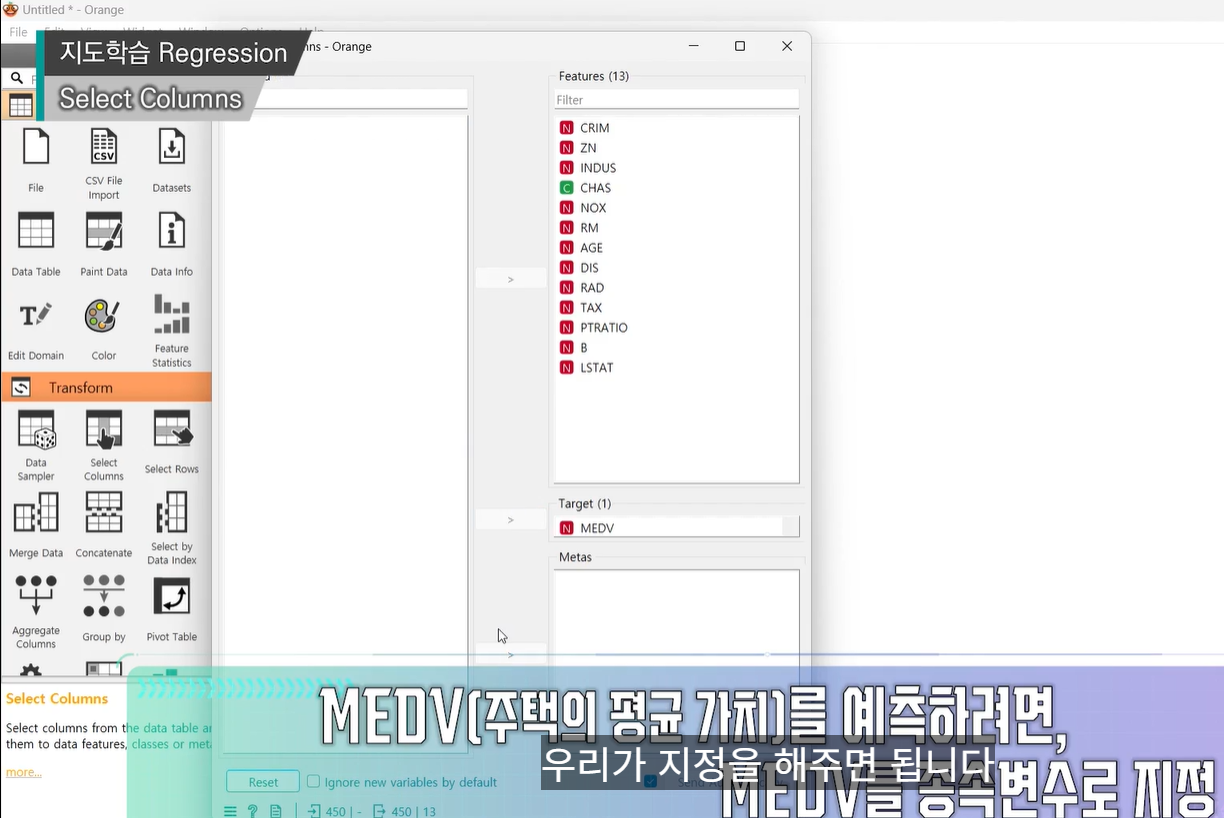 Untitled * - Orange
File
지도학습 Regression
Select Columns
- Orange
Features (13)
Filter
N CRIM
N ZN
N INDUS
C CHAS
N NOX
N RM
N AGE
N DIS
N RAD
N TAX
N PTRATIO
N B
N LSTAT
>
Target (1)
>
N MEDV
Metas
>
File
CSV
CSV File
Import
Datasets
Data Table
Paint Data
Data Info
Edit Domain
Color
Feature
Statistics
Transform
Data
Sampler
Select
Columns
Select Rows
Merge Data
Concatenate
Select by
Data Index
Aggregate
Columns
Group by
Pivot Table
Select Columns
Select columns from the data table
them to data features, classes or
more...
MEDV(주택의 평균 가치)를 예측하려면,
우리가 지정을 해주면 됩니다
MEDV를 종속변수로 지정
Reset
Ignore new variables by default
Send
450 | -
450 | 13